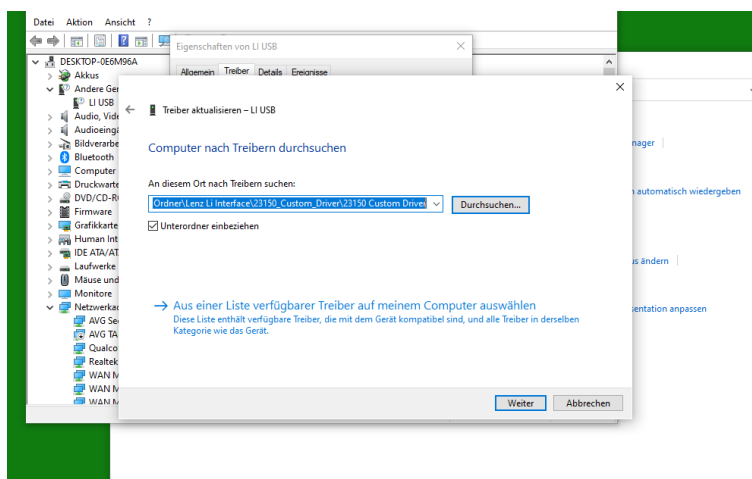 Datei Aktion Ansicht ?
Eigenschaften von LI USB
DESKTOP-0E6M96A
Akkus
Allgemein Treiber Details Ereignisse
Andere Ger
LI USB
Audio, Vide
Audioeingä
Bildverarbe
Bluetooth
Computer
Druckwarte
DVD/CD-R
Firmware
Grafikkarte
Human Int
IDE ATA/AT
Laufwerke
Mäuse und
Monitore
Netzwerkad
AVG Se
AVG TA
Qualco
Realtek
WAN M
WAN M
WAN M
Treiber aktualisieren – LI USB
Computer nach Treibern durchsuchen
An diesem Ort nach Treibern suchen:
Ordner\Lenz Li Interface\23150_Custom_Driver\23150 Custom Driver
Durchsuchen...
Unterordner einbeziehen
Aus einer Liste verfügbarer Treiber auf meinem Computer auswählen
Diese Liste enthält verfügbare Treiber, die mit dem Gerät kompatibel sind, und alle Treiber in derselben
Kategorie wie das Gerät.
Weiter Abbrechen
nager
automatisch wiedergeben
us ändern
sentation anpassen